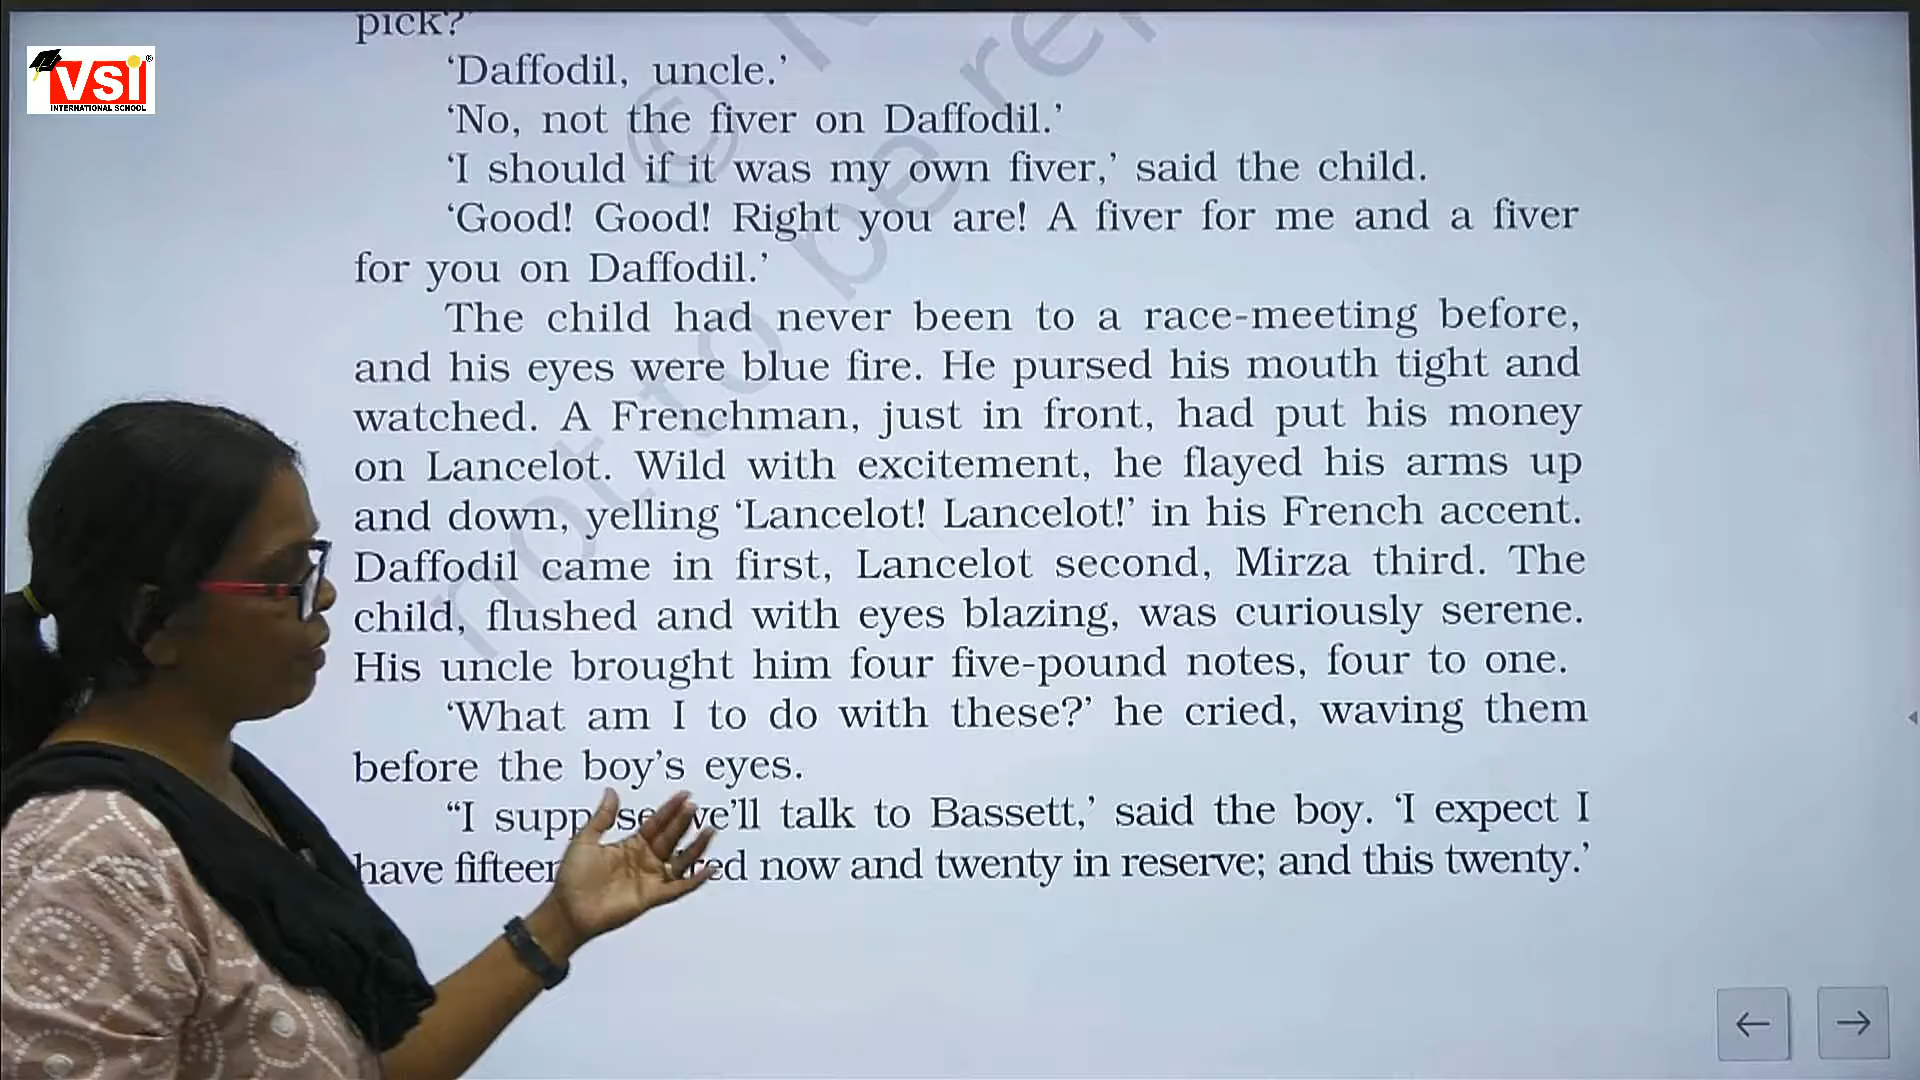 pick?’
VSI
INTERNATIONAL SCHOOL
‘Daffodil, uncle.’
‘No, not the fiver on Daffodil.’
‘I should if it was my own fiver,’ said the child.
‘Good! Good! Right you are! A fiver for me and a fiver
for you on Daffodil.’
The child had never been to a race-meeting before,
and his eyes were blue fire. He pursed his mouth tight and
watched. A Frenchman, just in front, had put his money
on Lancelot. Wild with excitement, he flayed his arms up
and down, yelling ‘Lancelot! Lancelot!’ in his French accent.
Daffodil came in first, Lancelot second, Mirza third. The
child, flushed and with eyes blazing, was curiously serene.
His uncle brought him four five-pound notes, four to one.
‘What am I to do with these?’ he cried, waving them
before the boy’s eyes.
“I suppose we’ll talk to Bassett,’ said the boy. ‘I expect I
have fifteen now and twenty in reserve; and this twenty.’
© not to be